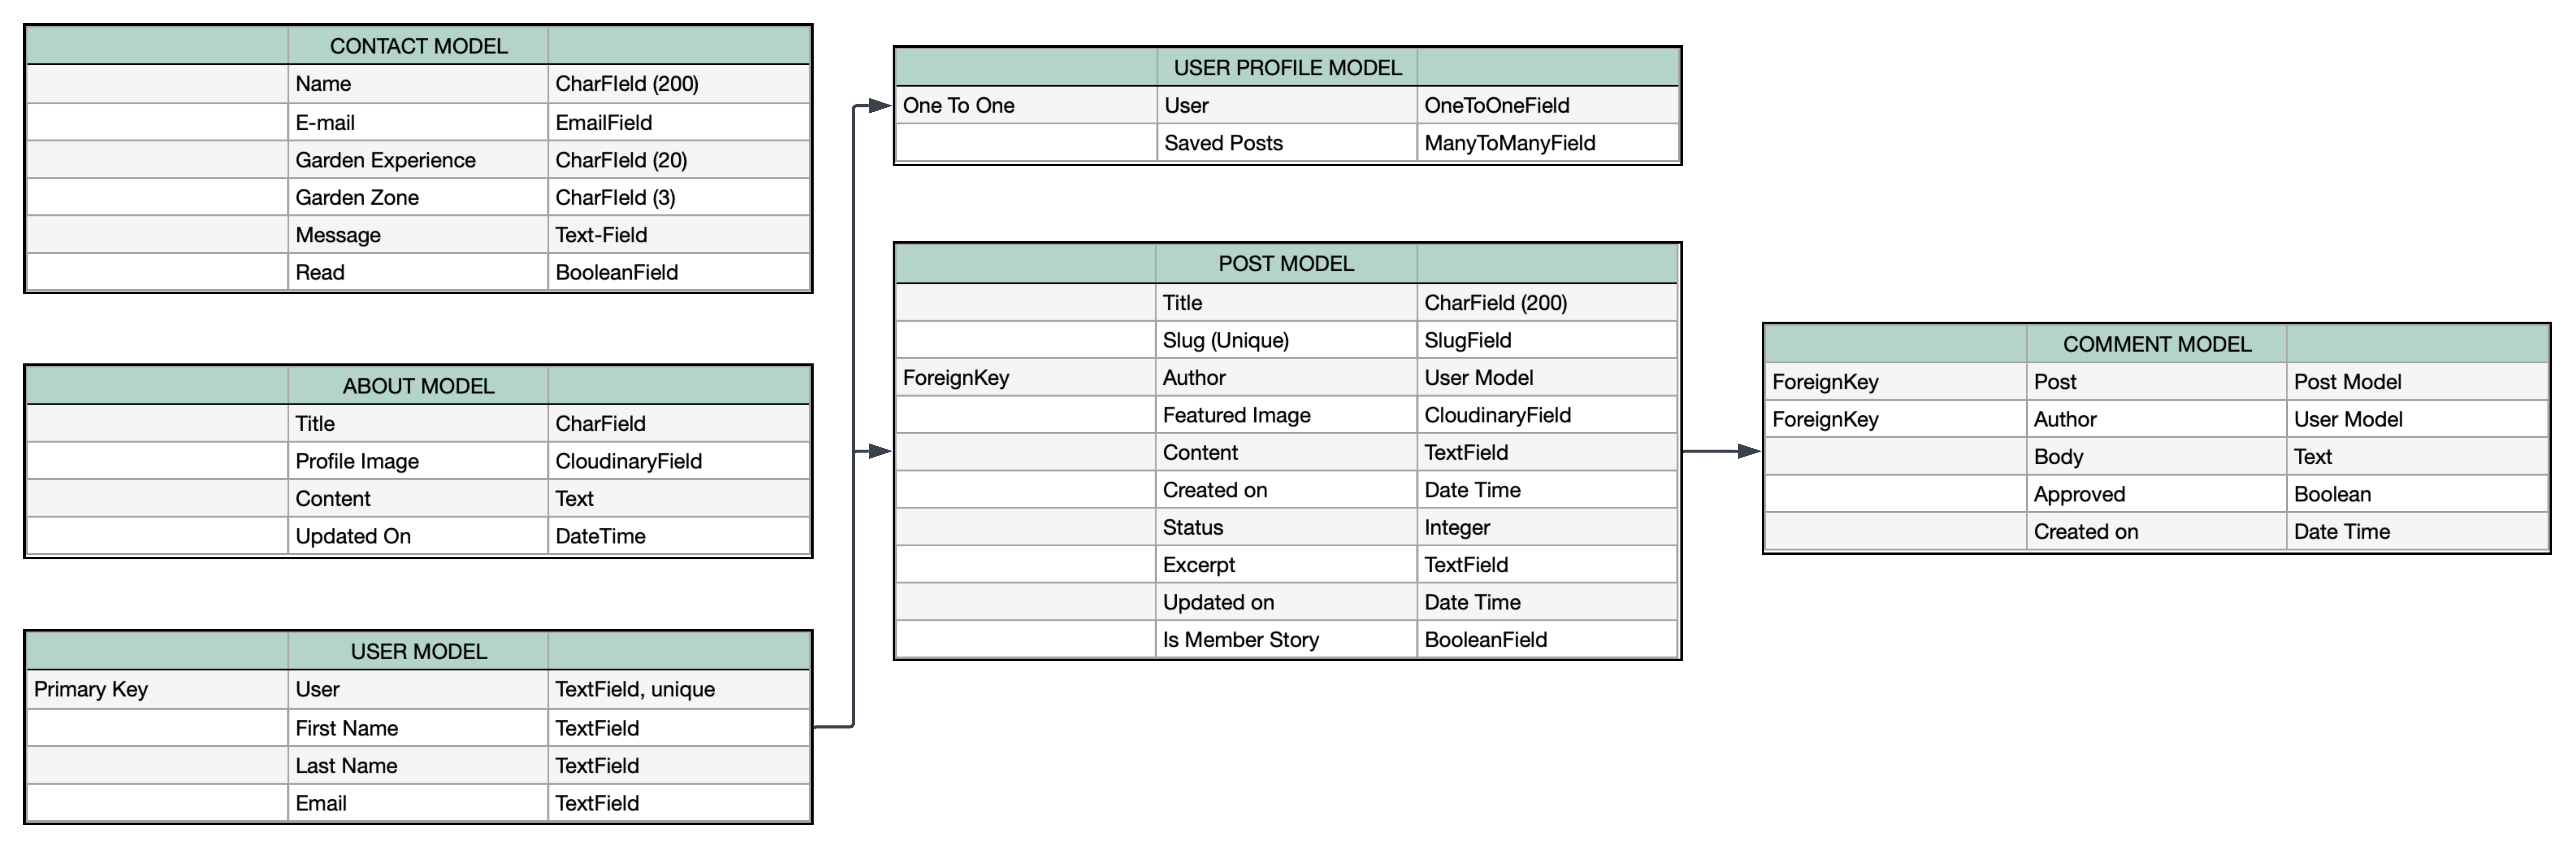 CONTACT MODEL
Name CharFIeld (200)
E-mail EmailField
Garden Experience CharFIeld (20)
Garden Zone CharFIeld (3)
Message Text-Field
Read BooleanField
ABOUT MODEL
Title CharField
Profile Image CloudinaryField
Content Text
Updated On DateTime
USER MODEL
Primary Key User TextField, unique
First Name TextField
Last Name TextField
Email TextField
USER PROFILE MODEL
One To One User OneToOneField
Saved Posts ManyToManyField
POST MODEL
Title CharField (200)
Slug (Unique) SlugField
ForeignKey Author User Model
Featured Image CloudinaryField
Content TextField
Created on Date Time
Status Integer
Excerpt TextField
Updated on Date Time
Is Member Story BooleanField
COMMENT MODEL
ForeignKey Post Post Model
ForeignKey Author User Model
Body Text
Approved Boolean
Created on Date Time